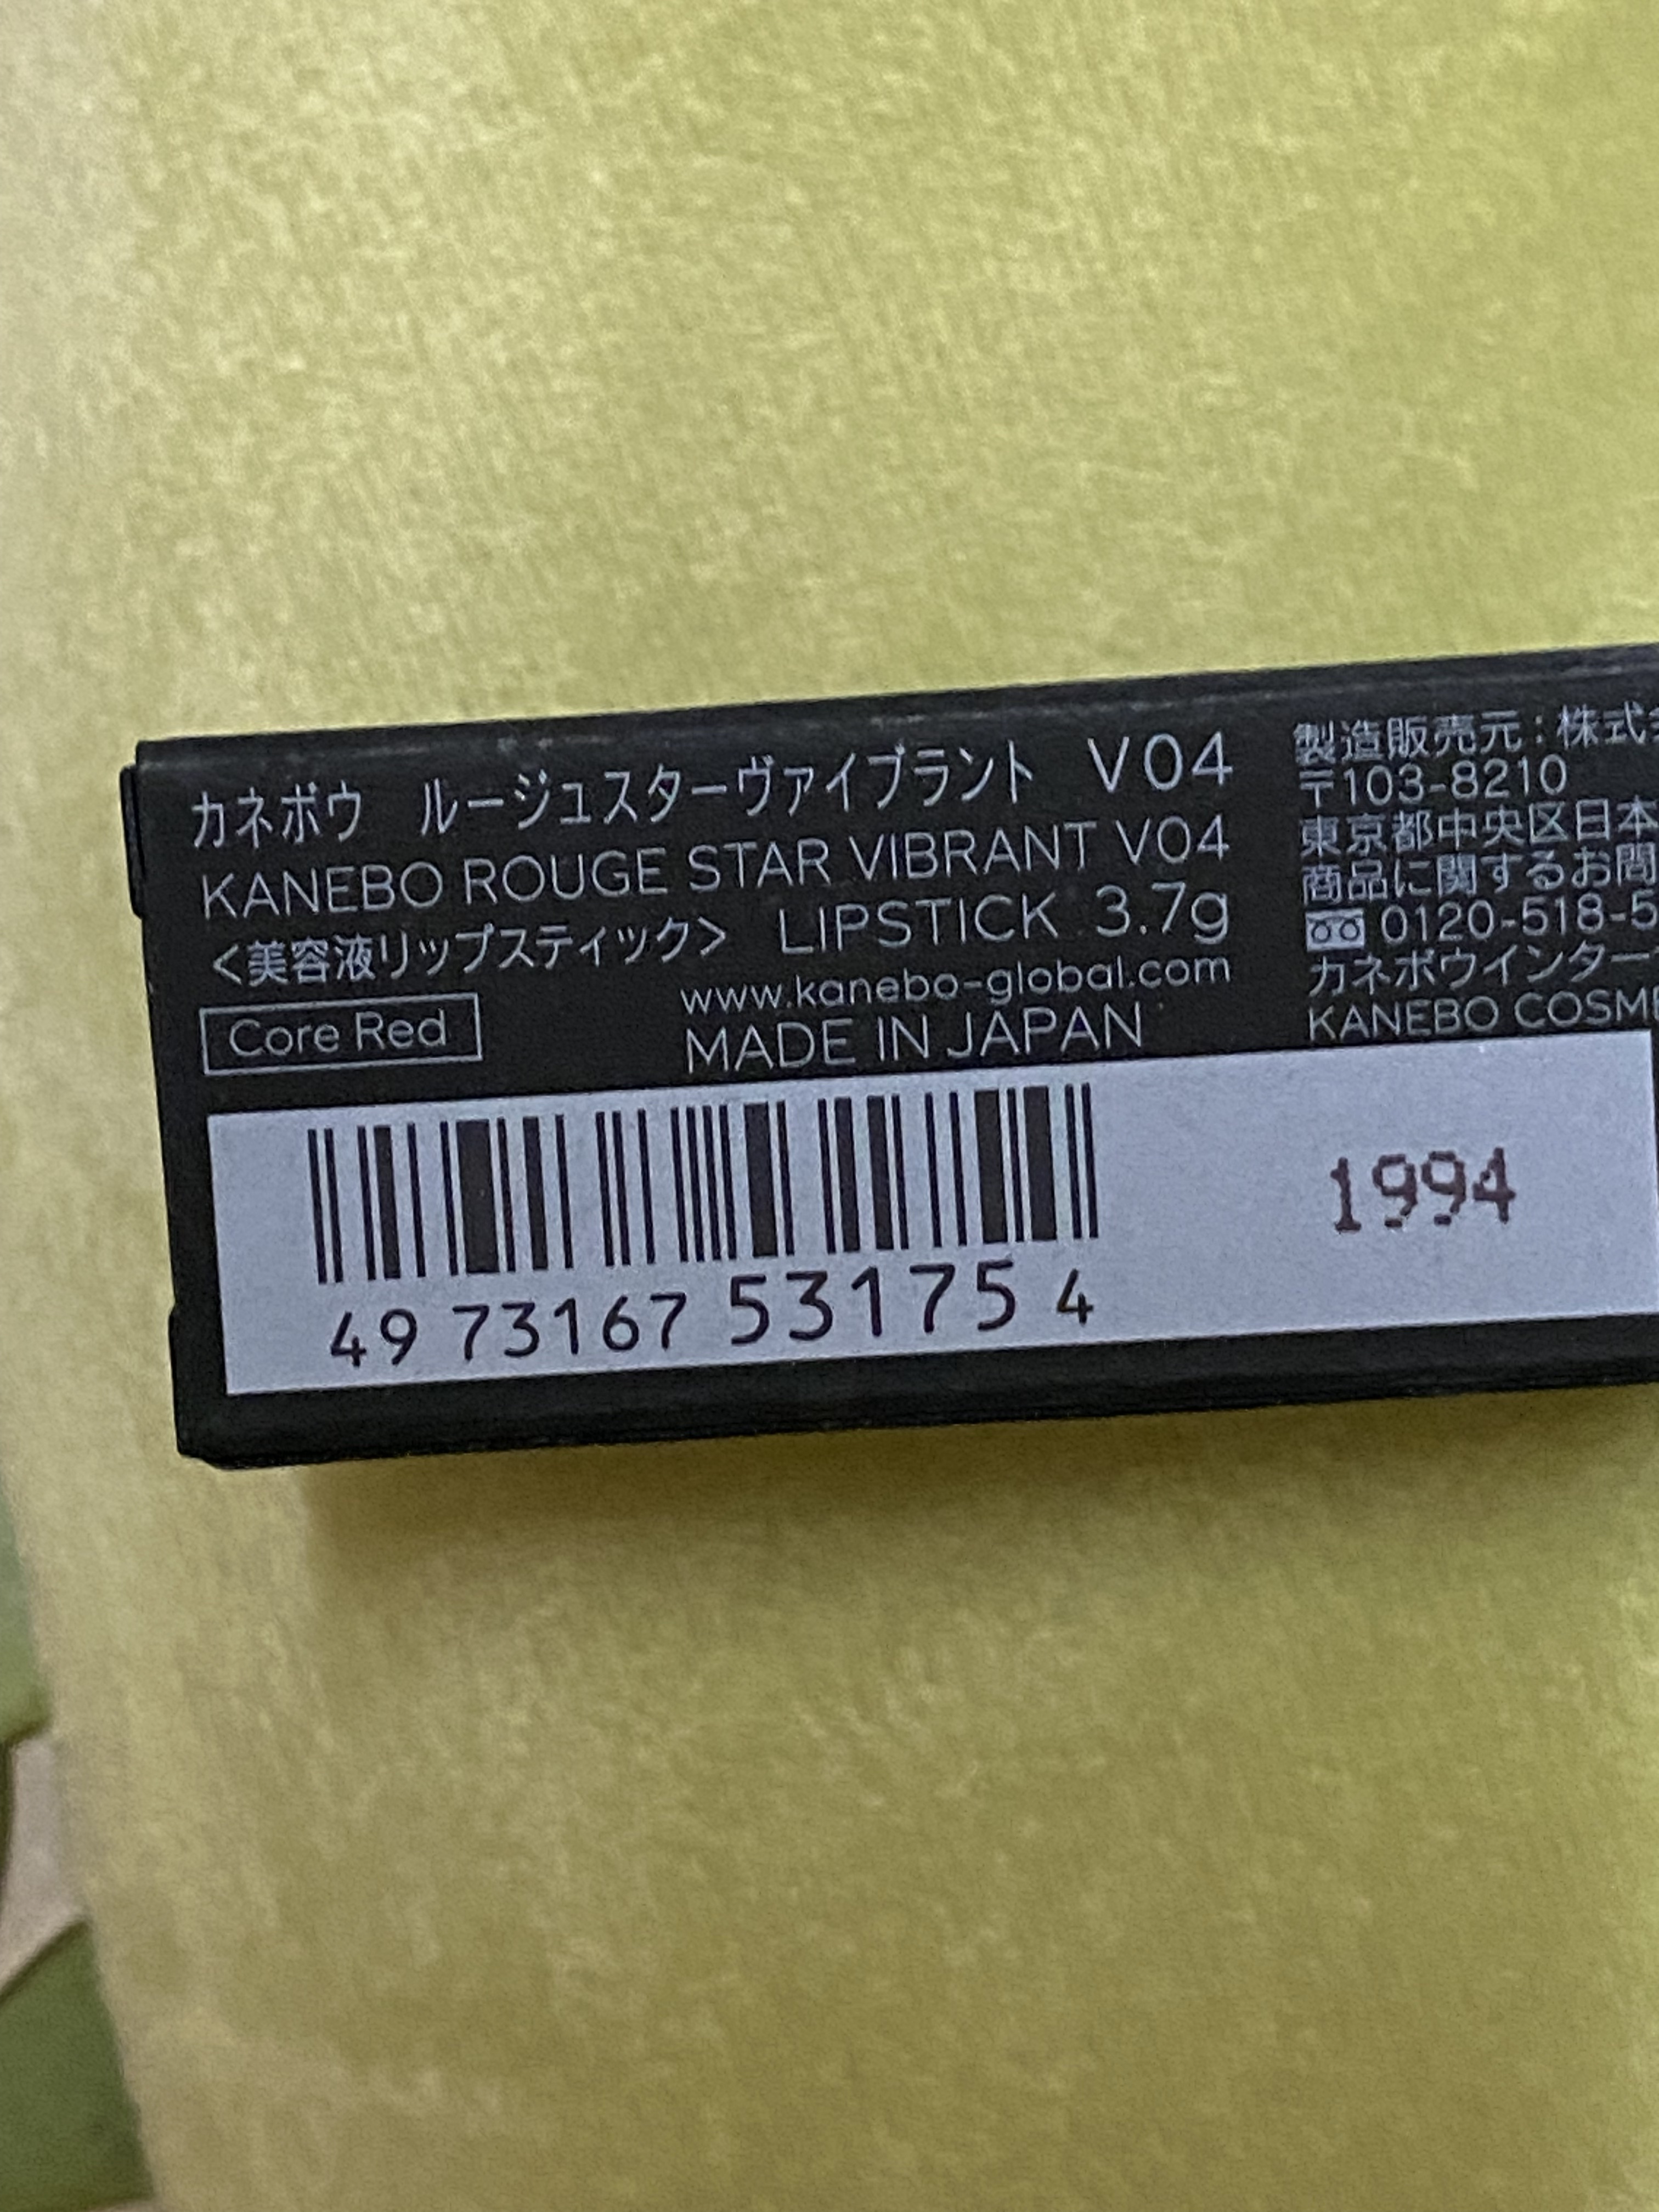 カネボウ ルージュスターヴァイブラント V04
KANEBO ROUGE STAR VIBRANT V04
<美容液リップスティック> LIPSTICK 3.7g
www.kanebo-global.com
Core Red
MADE IN JAPAN
製造販売元:株式
〒103-8210
東京都中央区日本
商品に関するお問
0120-518-5
カネボウインター
KANEBO COSME
1994
49 73167 53175 4